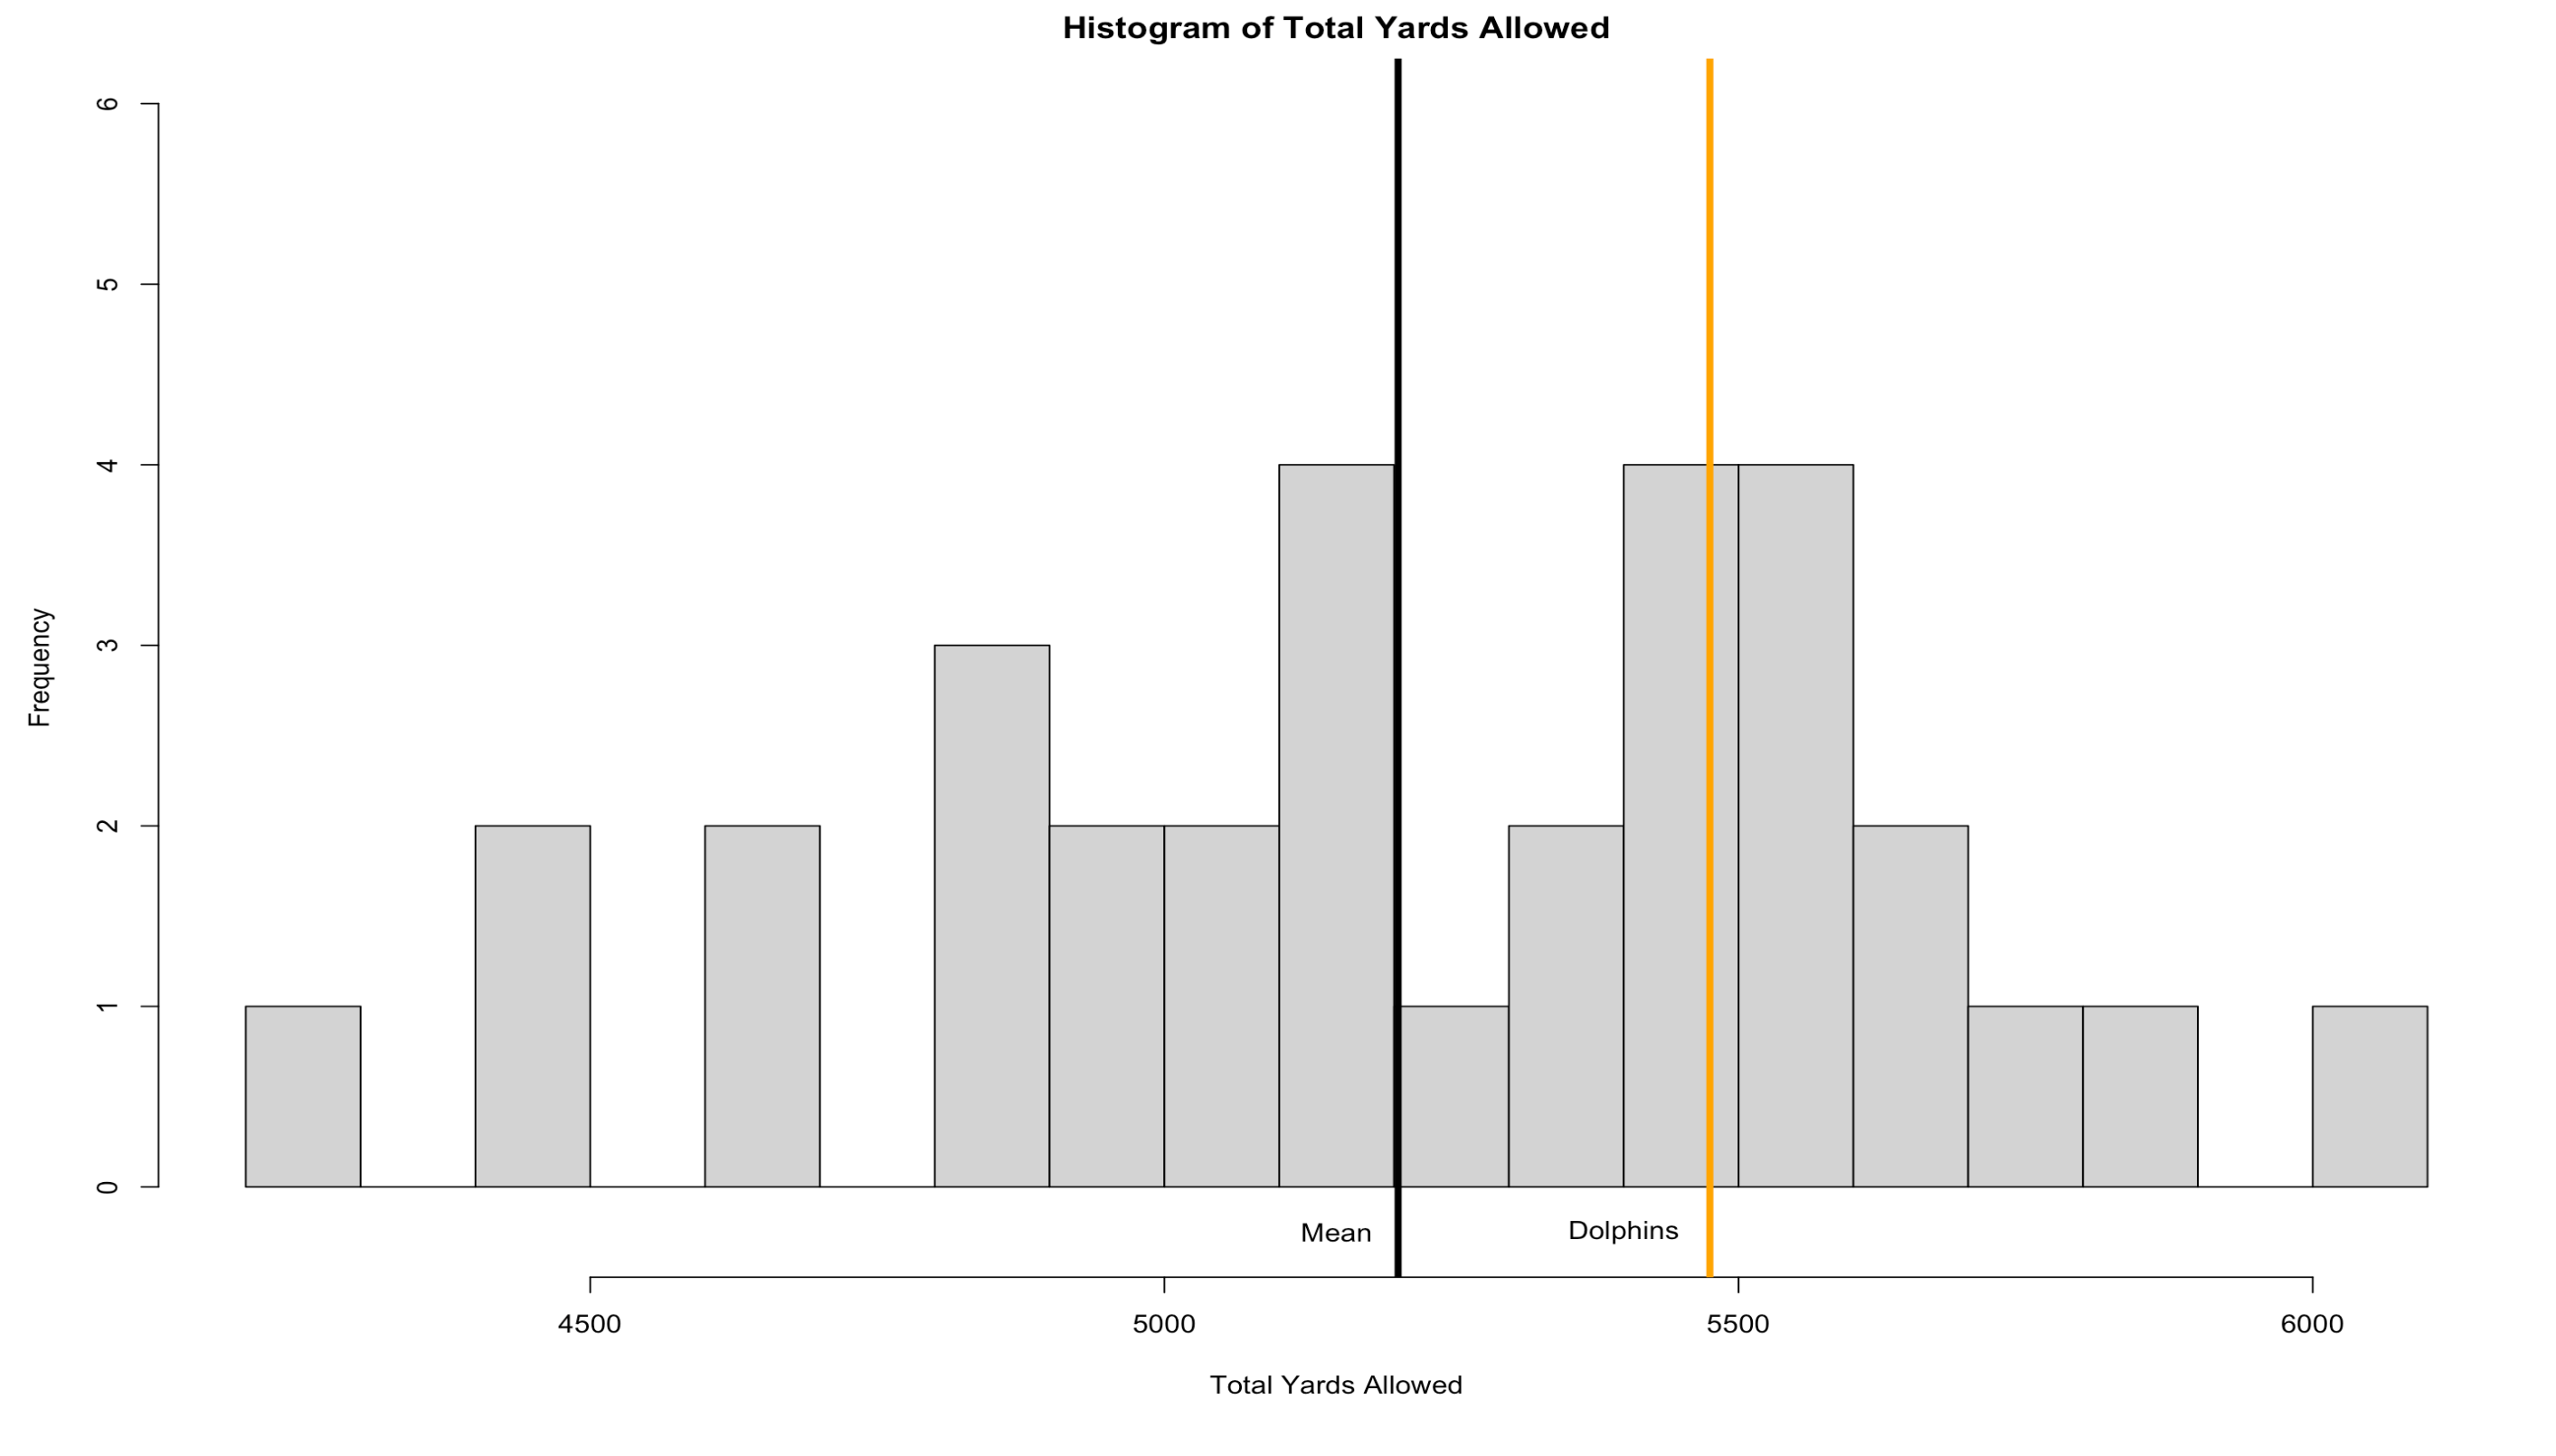 Histogram of Total Yards Allowed
6
5
4
3
2
1
0
Frequency
Mean
Dolphins
4500 5000 5500 6000
Total Yards Allowed